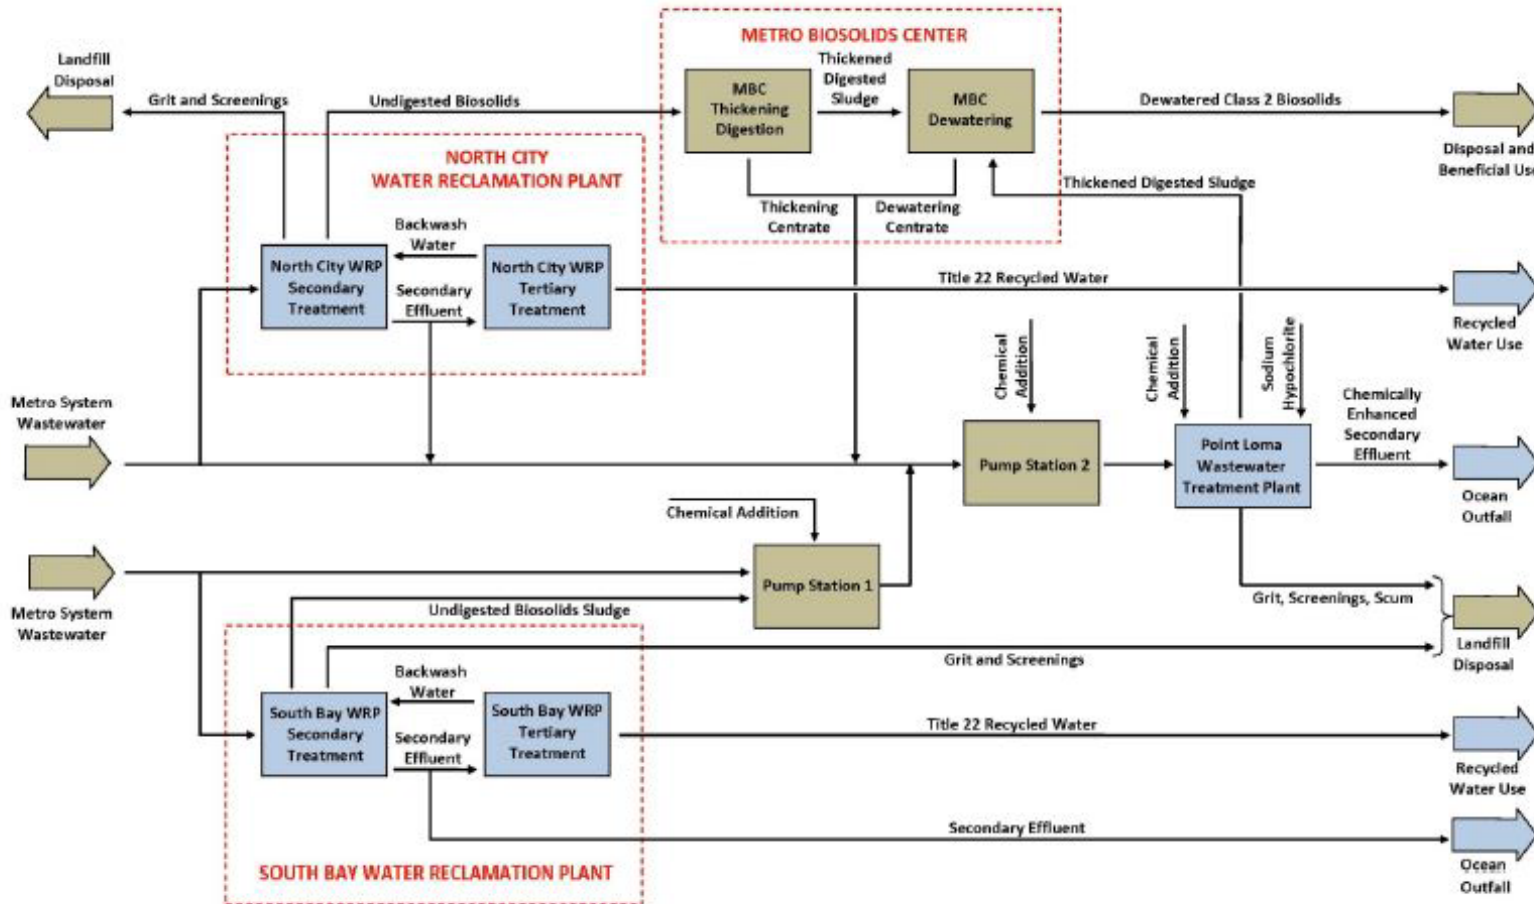 METRO BIOSOLIDS CENTER
Landfill
Disposal
Grit and Screenings
Undigested Biosolids
MBC
Thickening
Digestion
Thickened
Digested
Sludge
MBC
Dewatering
Dewatered Class 2 Biosolids
Disposal and
Beneficial Use
NORTH CITY
WATER RECLAMATION PLANT
Thickening
Centrate
Dewatering
Centrate
Thickened Digested Sludge
Backwash
Water
North City WRP
Secondary
Treatment
Secondary
Effluent
North City WRP
Tertiary
Treatment
Title 22 Recycled Water
Recycled
Water Use
Metro System
Wastewater
Chemical
Addition
Pump Station 2
Chemical
Addition
Sodium
Hypochlorite
Point Loma
Wastewater
Treatment Plant
Chemically
Enhanced
Secondary
Effluent
Ocean
Outfall
Chemical Addition
Pump Station 1
Metro System
Wastewater
Undigested Biosolids Sludge
Grit, Screenings, Scum
Grit and Screenings
Landfill
Disposal
Backwash
Water
South Bay WRP
Secondary
Treatment
Secondary
Effluent
South Bay WRP
Tertiary
Treatment
Title 22 Recycled Water
Recycled
Water Use
Secondary Effluent
Ocean
Outfall
SOUTH BAY WATER RECLAMATION PLANT